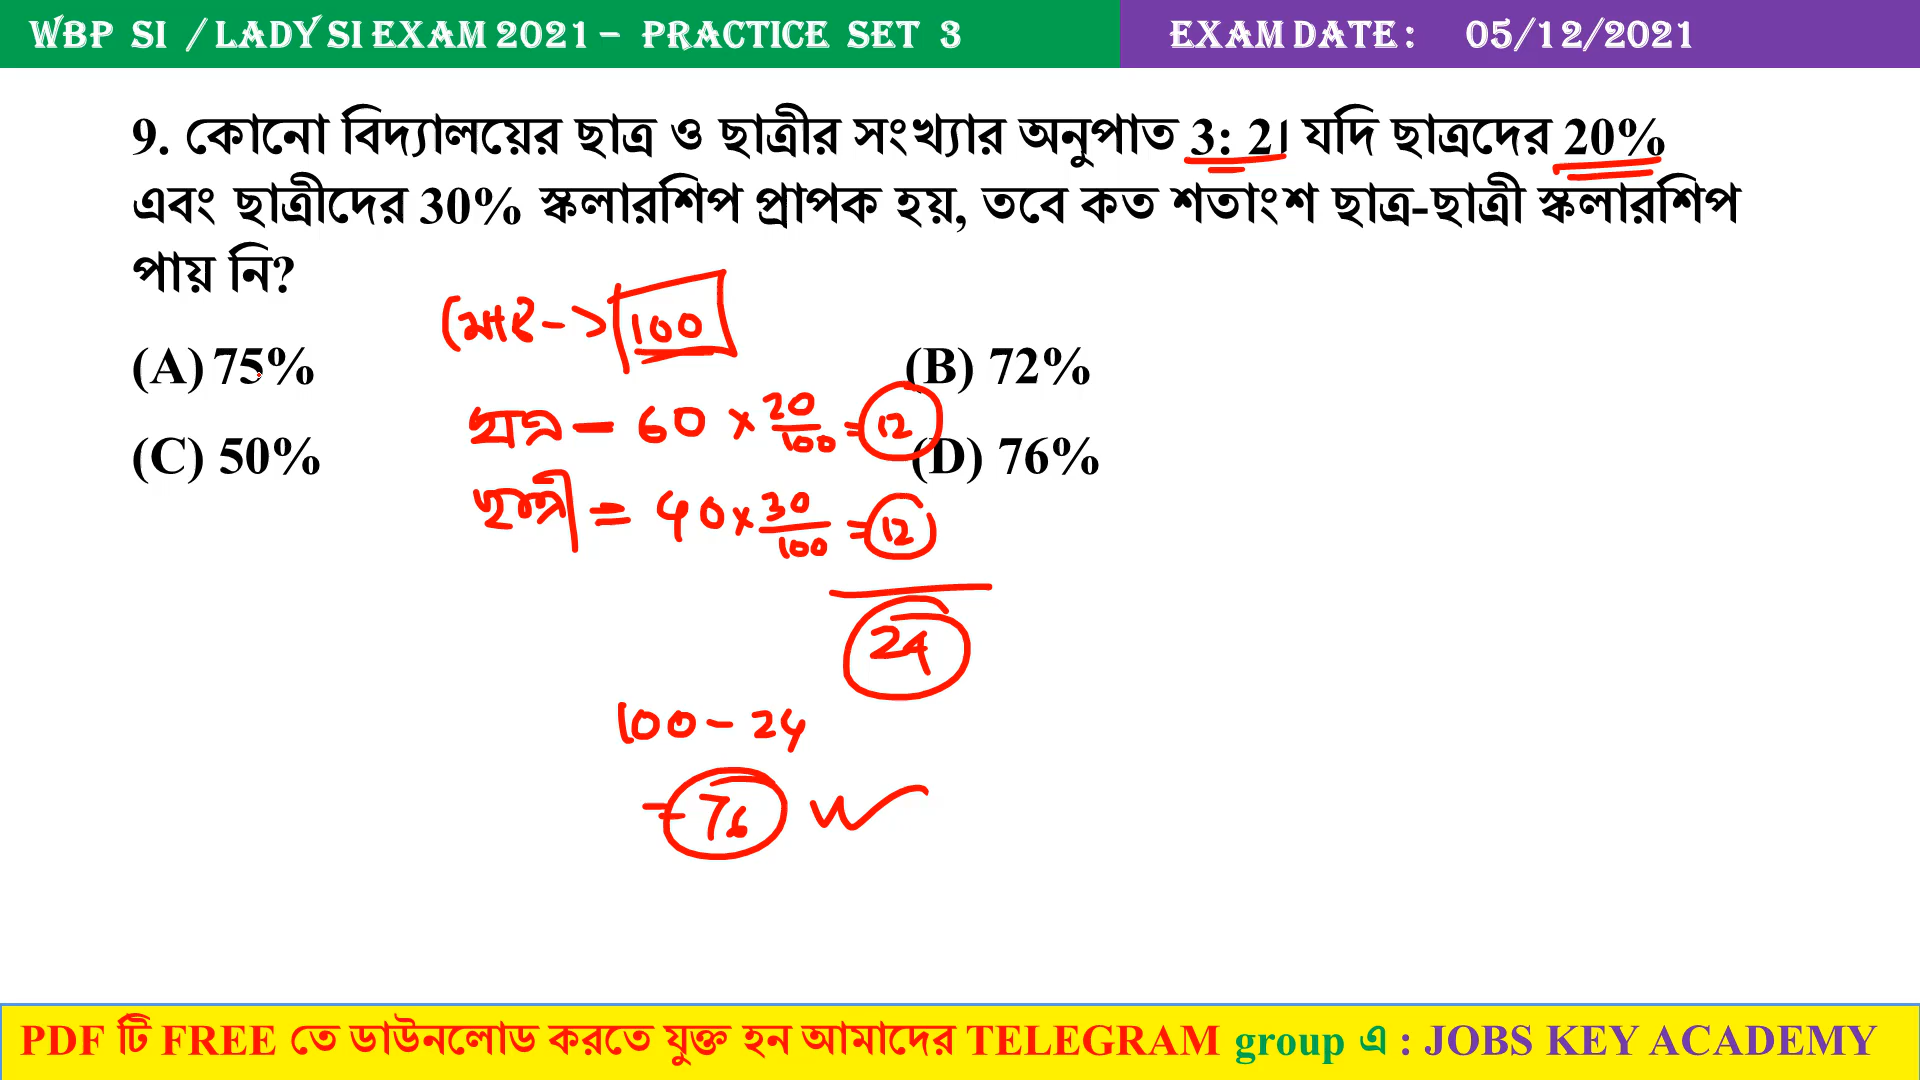 WBP SI / LADY SI EXAM 2021 – PRACTICE SET 3 EXAM DATE : 05/12/2021
9. কোনো বিদ্যালয়ের ছাত্র ও ছাত্রীর সংখ্যার অনুপাত 3: 2। যদি ছাত্রদের 20%
এবং ছাত্রীদের 30% স্কলারশিপ প্রাপক হয়, তবে কত শতাংশ ছাত্র-ছাত্রী স্কলারশিপ
পায় নি?
মোট -> 100
(A) 75% (B) 72%
ছাত্র = 60 × 20/100 = 12
(C) 50% (D) 76%
ছাত্রী = 40 × 30/100 = 12
24
100 - 24
= 76
PDF টি FREE তে ডাউনলোড করতে যুক্ত হন আমাদের TELEGRAM group এ : JOBS KEY ACADEMY